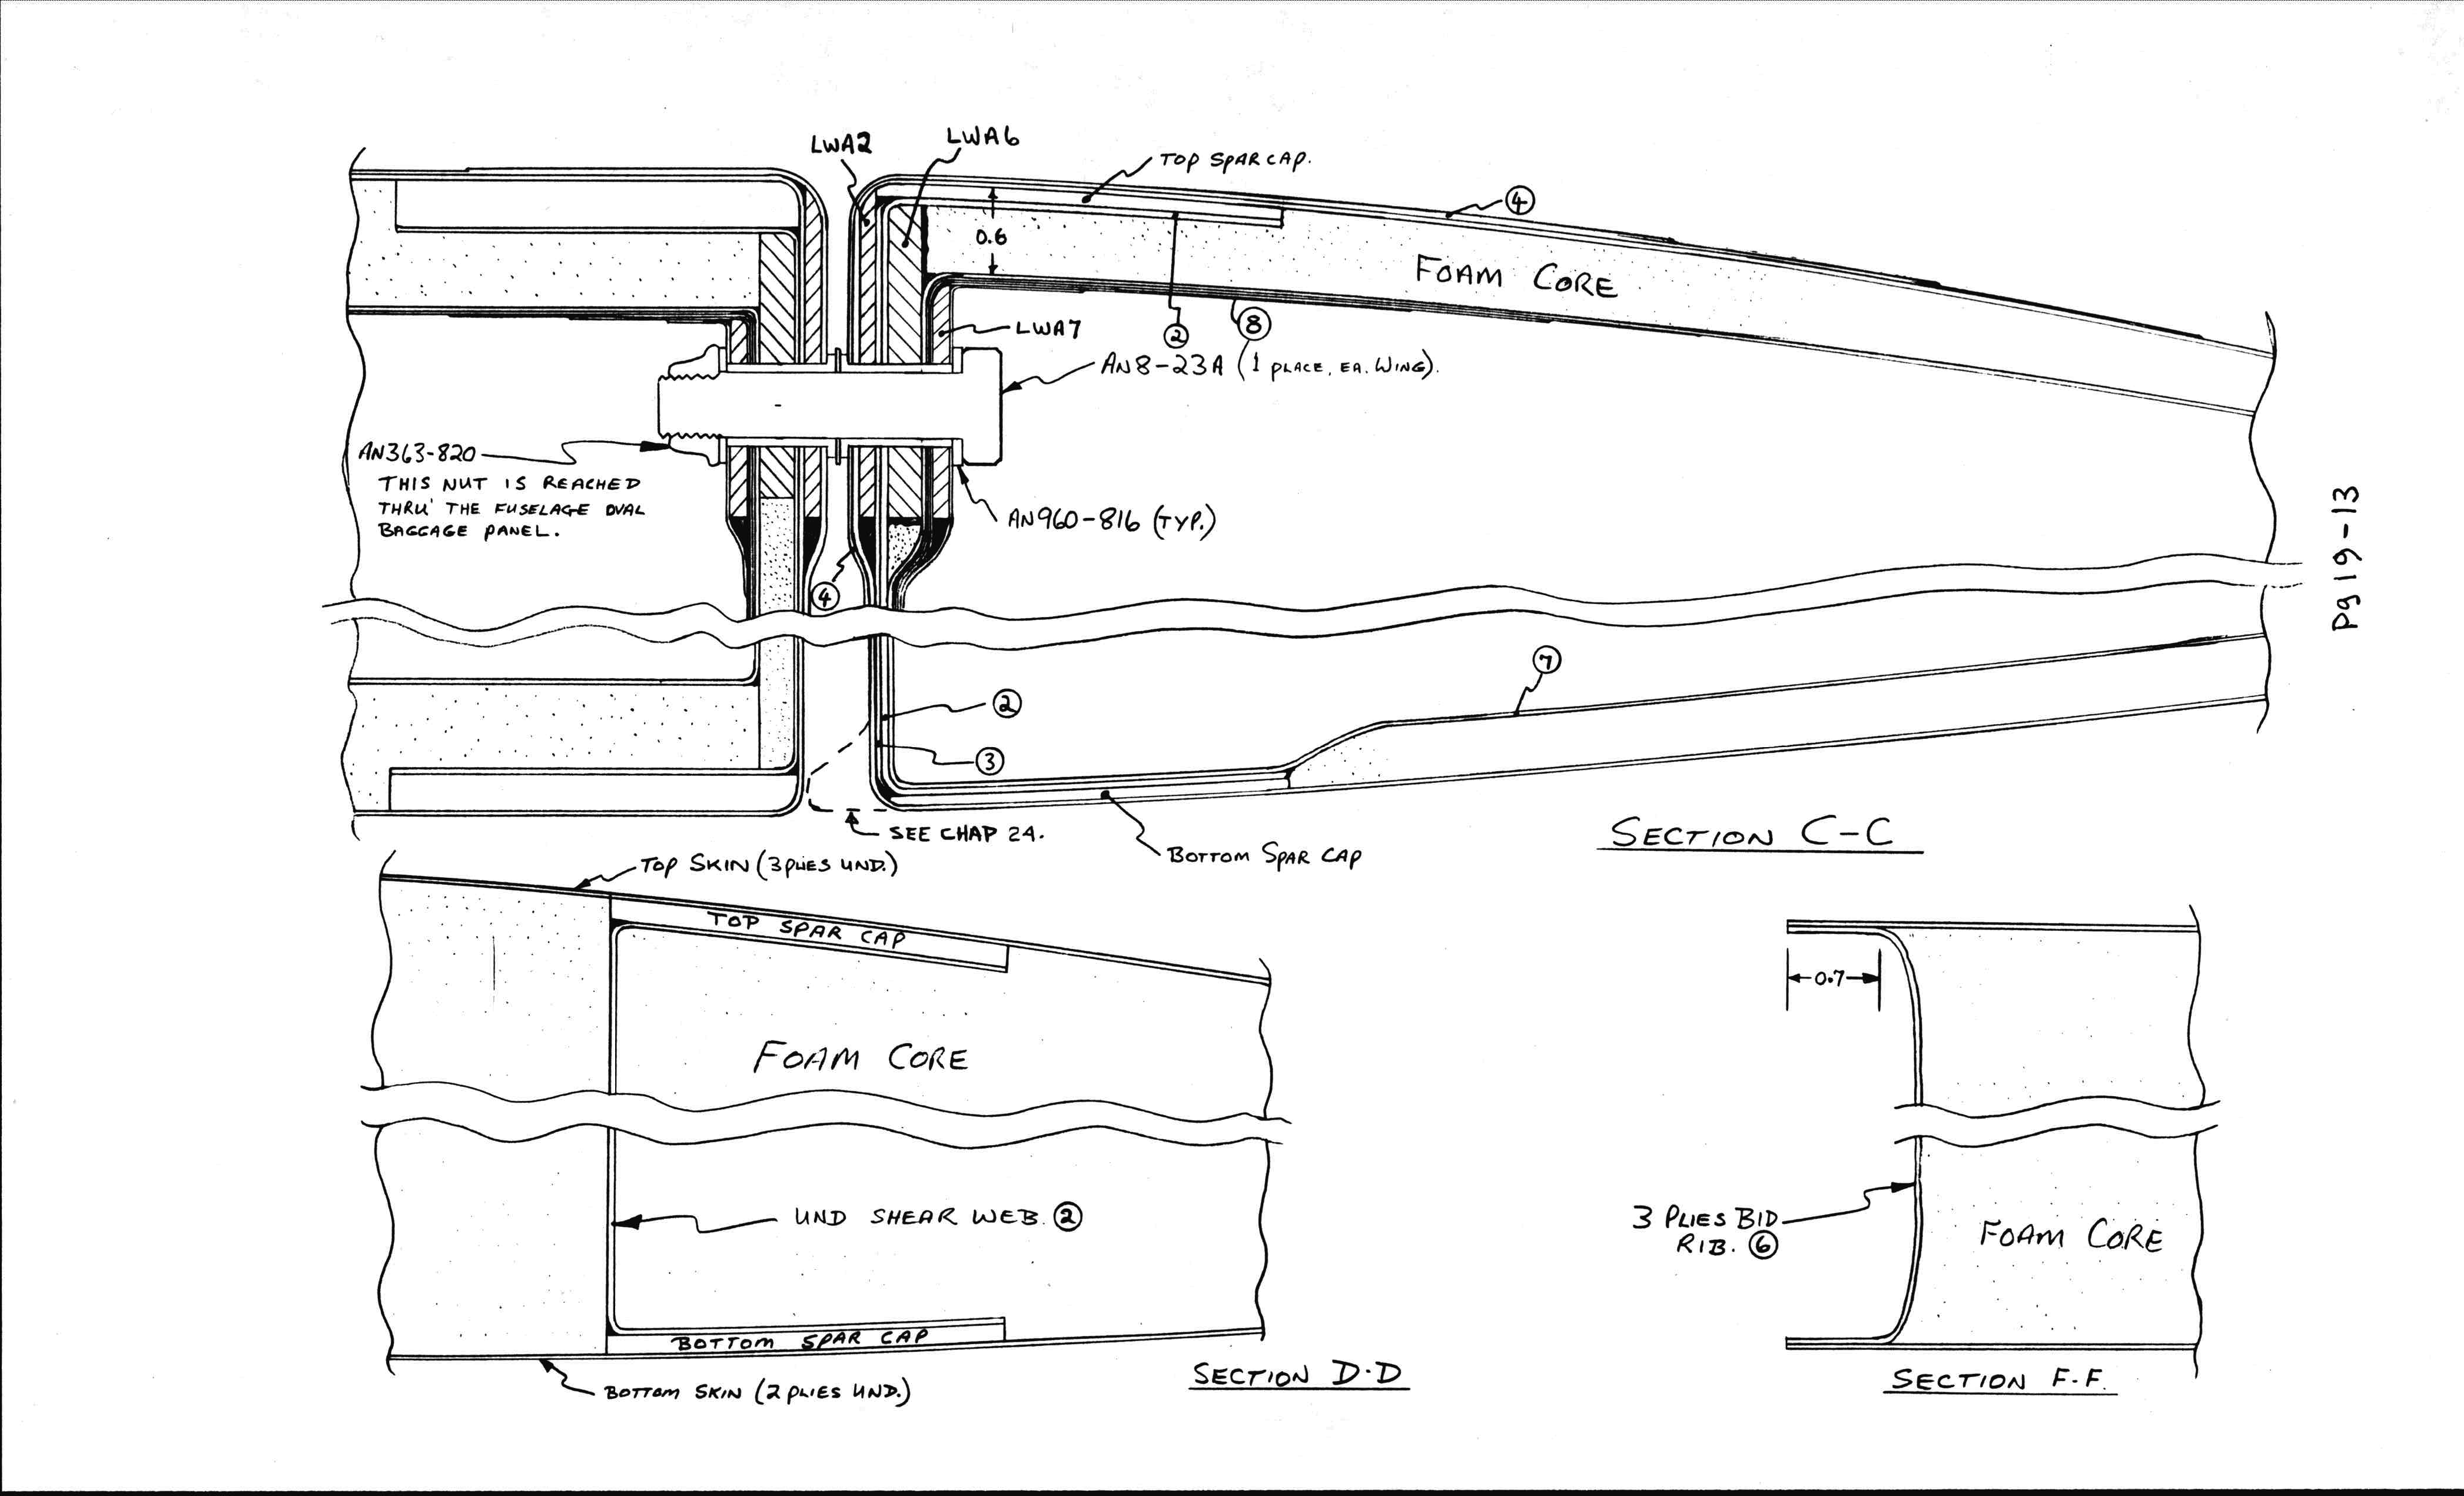 LWA2
LWA6
TOP SPAR CAP.
④
0.6
FOAM CORE
LWA7
②
⑧
AN8-23A (1 PLACE, EA. WING).
AN363-820
THIS NUT IS REACHED
THRU' THE FUSELAGE OVAL
BAGGAGE PANEL.
AN960-816 (TYP.)
④
Pg 19-13
⑦
②
③
SEE CHAP 24.
BOTTOM SPAR CAP
SECTION C-C
TOP SKIN (3 PLIES UND.)
TOP SPAR CAP
FOAM CORE
UND SHEAR WEB. ②
BOTTOM SPAR CAP
BOTTOM SKIN (2 PLIES UND.)
SECTION D-D
0.7
3 PLIES BID
RIB. ⑥
FOAM CORE
SECTION F-F.